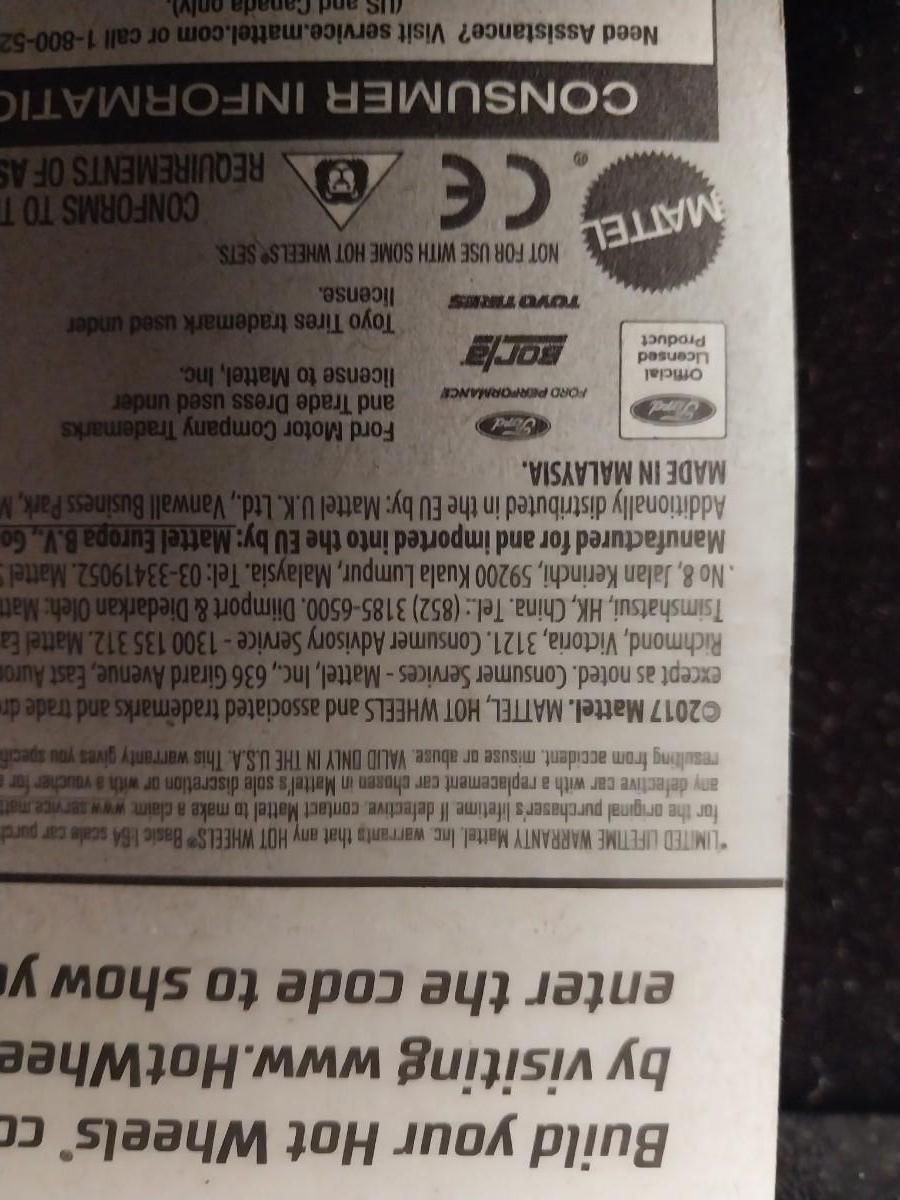 Build your Hot Wheels®
by visiting www.HotWhee
enter the code to show
*LIMITED LIFETIME WARRANTY Mattel, Inc. warrants that any HOT WHEELS® Basic 1:64 scale car
for the original purchaser's lifetime. If defective, contact Mattel to make a claim: www.service.matt
any defective car with a replacement car chosen in Mattel's sole discretion or with a voucher for
resulting from accident, misuse or abuse. VALID ONLY IN THE U.S.A. This warranty gives you
©2017 Mattel. MATTEL, HOT WHEELS and associated trademarks and trade
except as noted. Consumer Services - Mattel, Inc., 636 Girard Avenue, East
Richmond, Victoria, 3121. Consumer Advisory Service - 1300 135 312. Mattel
Tsimshatsui, HK, China. Tel.: (852) 3185-6500. Diimport & Diedarkan Oleh:
No 8, Jalan Kerinchi, 59200 Kuala Lumpur, Malaysia. Tel: 03-33419052. Mattel
Manufactured for and imported into the EU by: Mattel Europa B.V.,
Additionally distributed in the EU by: Mattel U.K. Ltd., Vanwall Business Park,
MADE IN MALAYSIA.
Ford
Official
Licensed
Product
Ford
FORD PERFORMANCE
Borla®
TOYO TIRES
Ford Motor Company Trademarks
and Trade Dress used under
license to Mattel, Inc.
Toyo Tires trademark used under
license.
MATTEL®
NOT FOR USE WITH SOME HOT WHEELS® SETS.
CE
CONFORMS TO
REQUIREMENTS OF
CONSUMER INFORMATIO
Need Assistance? Visit service.mattel.com or call 1-800-52
(US and Canada only).